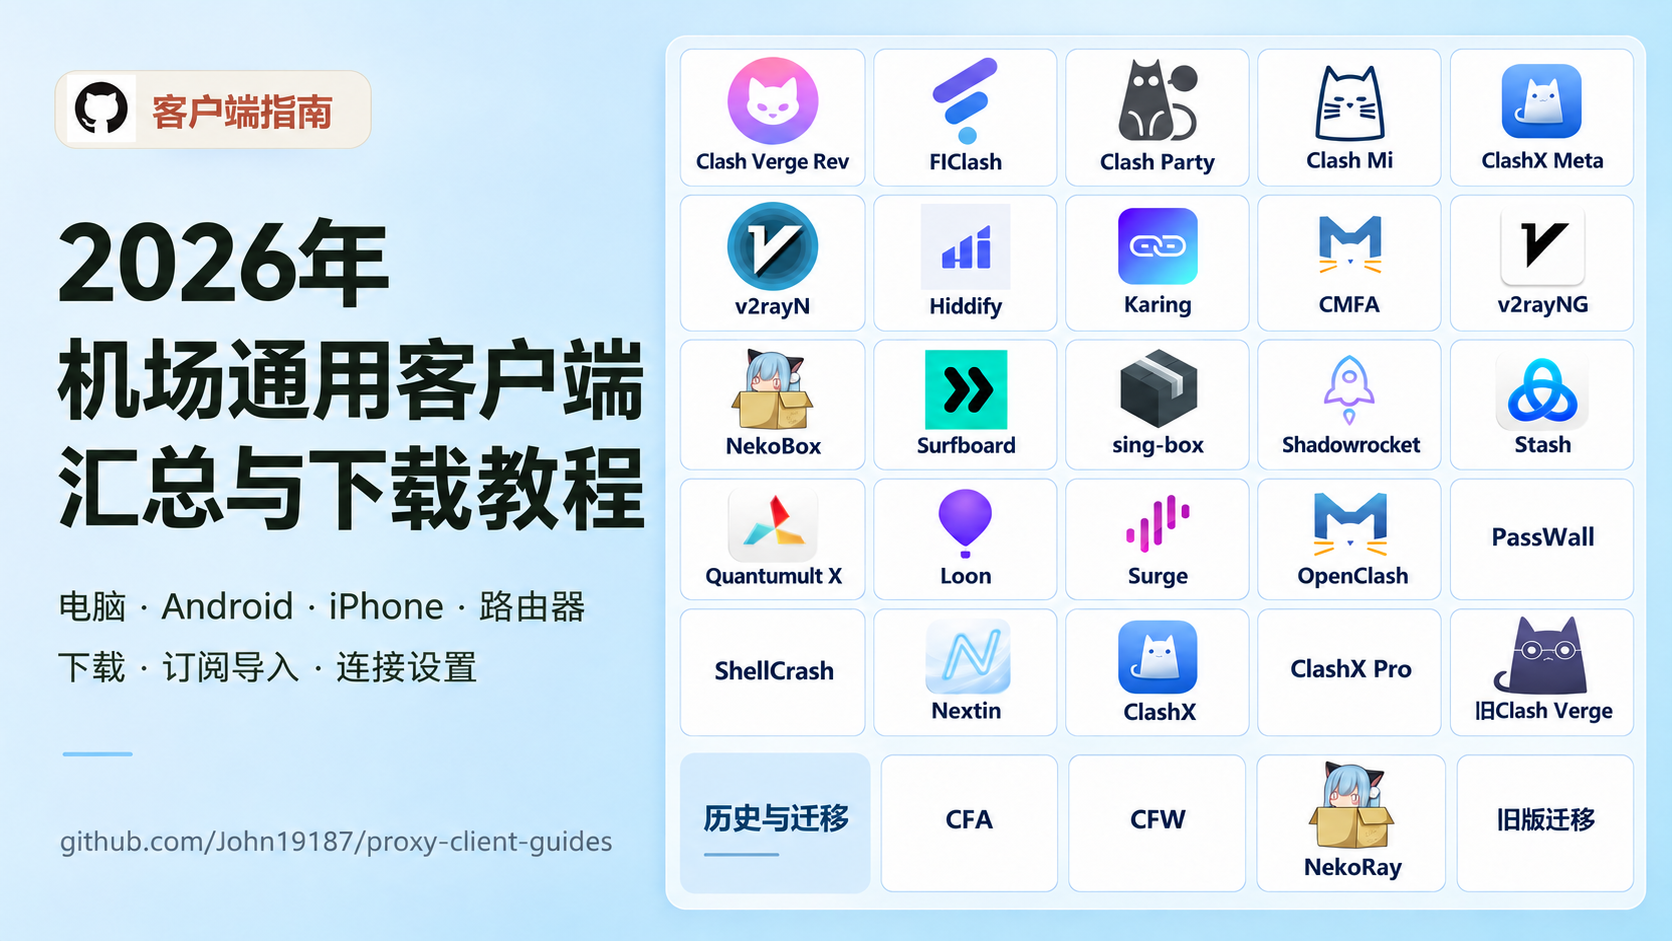 客户端指南
2026年
机场通用客户端
汇总与下载教程
电脑 · Android · iPhone · 路由器
下载 · 订阅导入 · 连接设置
github.com/John19187/proxy-client-guides
Clash Verge Rev
FlClash
Clash Party
Clash Mi
ClashX Meta
v2rayN
Hiddify
Karing
CMFA
v2rayNG
NekoBox
Surfboard
sing-box
Shadowrocket
Stash
Quantumult X
Loon
Surge
OpenClash
PassWall
ShellCrash
Nextin
ClashX
ClashX Pro
旧Clash Verge
历史与迁移
CFA
CFW
NekoRay
旧版迁移